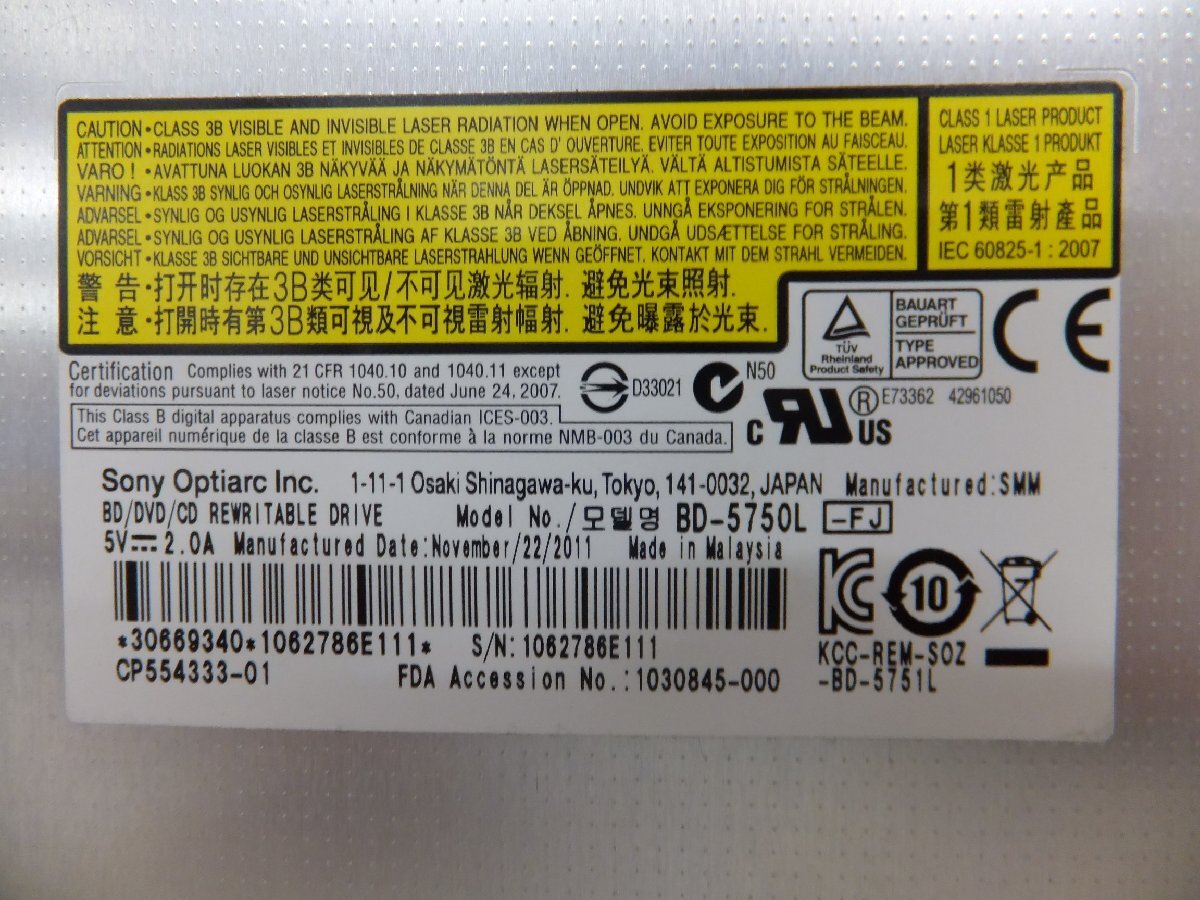 CAUTION • CLASS 3B VISIBLE AND INVISIBLE LASER RADIATION WHEN OPEN. AVOID EXPOSURE TO THE BEAM.
ATTENTION • RADIATIONS LASER VISIBLES ET INVISIBLES DE CLASSE 3B EN CAS D' OUVERTURE. EVITER TOUTE EXPOSITION AU FAISCEAU.
VARO ! • AVATTUNA LUOKAN 3B NÄKYVÄÄ JA NÄKYMÄTÖNTÄ LASERSÄTEILYÄ. VÄLTÄ ALTISTUMISTA SÄTEELLE.
VARNING • KLASS 3B SYNLIG OCH OSYNLIG LASERSTRÅLNING NÄR DENNA DEL ÄR ÖPPNAD. UNDVIK ATT EXPONERA DIG FÖR STRÅLNINGEN.
ADVARSEL • SYNLIG OG USYNLIG LASERSTRÅLING I KLASSE 3B NÅR DEKSEL ÅPNES. UNNGÅ EKSPONERING FOR STRÅLEN.
ADVARSEL • SYNLIG OG USYNLIG LASERSTRÅLING AF KLASSE 3B VED ÅBNING. UNDGÅ UDSÆTTELSE FOR STRÅLING.
VORSICHT • KLASSE 3B SICHTBARE UND UNSICHTBARE LASERSTRAHLUNG WENN GEÖFFNET. KONTAKT MIT DEM STRAHL VERMEIDEN.
警 告 • 打开时存在3B类可见/不可见激光辐射. 避免光束照射.
注 意 • 打開時有第3B類可視及不可視雷射幅射. 避免曝露於光束.
CLASS 1 LASER PRODUCT
LASER KLASSE 1 PRODUKT
1类激光产品
第1類雷射產品
IEC 60825-1 : 2007
TÜV
Rheinland
Product Safety
BAUART
GEPRÜFT
TYPE
APPROVED
CE
Certification Complies with 21 CFR 1040.10 and 1040.11 except
for deviations pursuant to laser notice No.50, dated June 24, 2007.
D33021
N50
This Class B digital apparatus complies with Canadian ICES-003.
Cet appareil numérique de la classe B est conforme à la norme NMB-003 du Canada.
C RU ® US
E73362 42961050
Sony Optiarc Inc. 1-11-1 Osaki Shinagawa-ku, Tokyo, 141-0032, JAPAN Manufactured:SMM
BD/DVD/CD REWRITABLE DRIVE Model No./모델명 BD-5750L -FJ
5V⎓ 2.0A Manufactured Date:November/22/2011 Made in Malaysia
*30669340*1062786E111* S/N:1062786E111
CP554333-01 FDA Accession No.:1030845-000
KC
10
KCC-REM-SOZ
-BD-5751L